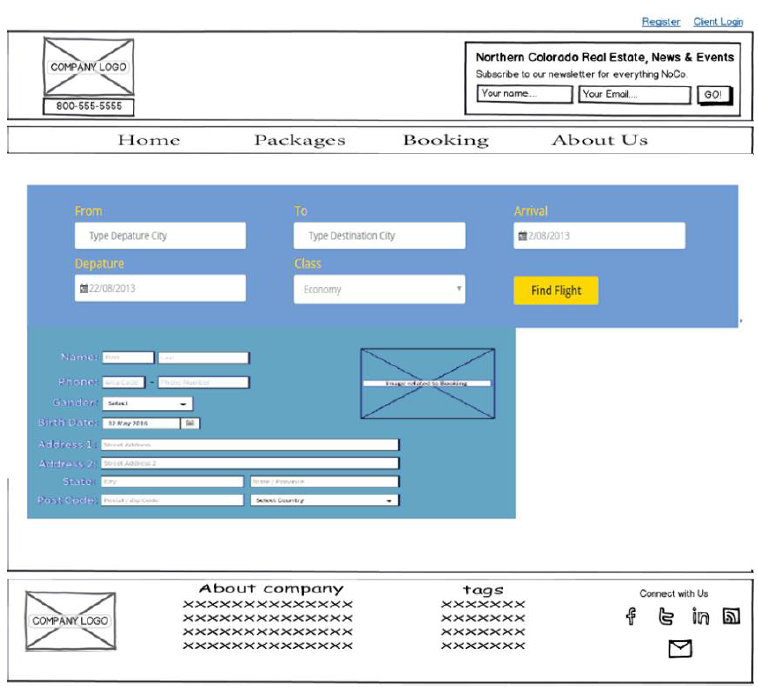 Register Client Login
COMPANY LOGO
800-555-5555
Northern Colorado Real Estate, News & Events
Subscribe to our newsletter for everything NoCo.
Your name.... Your Email.... GO!
Home Packages Booking About Us
From To Arrival
Type Depature City Type Destination City 2/08/2013
Depature Class
22/08/2013 Economy Find Flight
Name: First Last
Phone: Area Code - Phone Number
Gander: Select
Birth Date: 22 May 2016
Image related to Booking
Address 1: Street Address
Address 2: Street Address 2
State: City State / Province
Post Code: Postal / Zip Code Select Country
COMPANY LOGO
About company
XXXXXXXXXXXXXX
XXXXXXXXXXXXXX
XXXXXXXXXXXXXX
XXXXXXXXXXXXXX
tags
XXXXXXX
XXXXXXX
XXXXXXX
XXXXXXX
Connect with Us